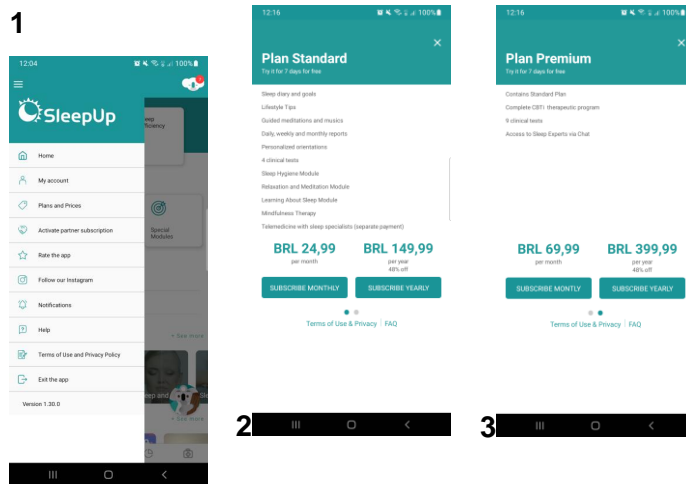 1
12:04
100%
SleepUp
Home
My account
Plans and Prices
Activate partner subscription
Rate the app
Follow our Instagram
Notifications
Help
Terms of Use and Privacy Policy
Exit the app
Version 1.30.0
Special
Modules
+ See more
2
12:16
100%
Plan Standard
Try it for 7 days for free
Sleep diary and goals
Lifestyle Tips
Guided meditations and musics
Daily, weekly and monthly reports
Personalized orientations
4 clinical tests
Sleep Hygiene Module
Relaxation and Meditation Module
Learning About Sleep Module
Mindfulness Therapy
Telemedicine with sleep specialists (separate payment)
BRL 24,99 BRL 149,99
per month per year
48% off
SUBSCRIBE MONTHLY SUBSCRIBE YEARLY
Terms of Use & Privacy FAQ
3
12:16
100%
Plan Premium
Try it for 7 days for free
Contains Standard Plan
Complete CBTI therapeutic program
9 clinical tests
Access to Sleep Experts via Chat
BRL 69,99 BRL 399,99
per month per year
48% off
SUBSCRIBE MONTLY SUBSCRIBE YEARLY
Terms of Use & Privacy FAQ